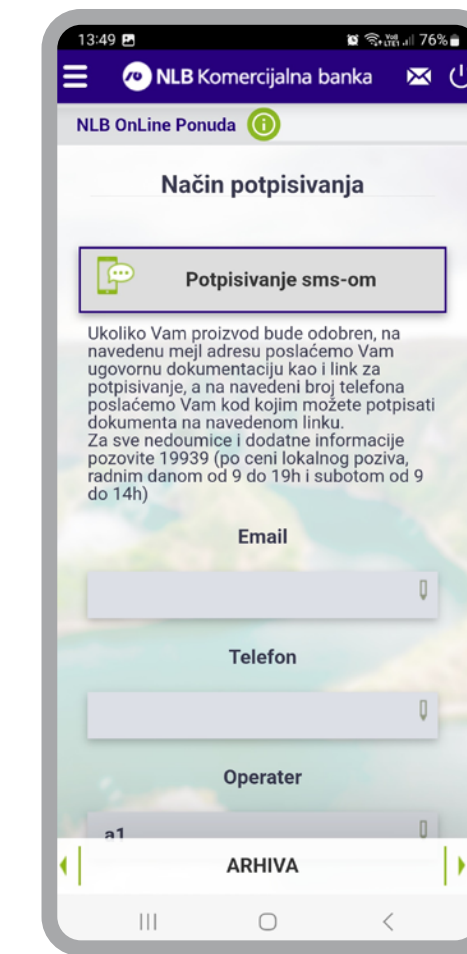 13:49 76%
NLB Komercijalna banka
NLB OnLine Ponuda
Način potpisivanja
Potpisivanje sms-om
Ukoliko Vam proizvod bude odobren, na
navedenu mejl adresu poslaćemo Vam
ugovornu dokumentaciju kao i link za
potpisivanje, a na navedeni broj telefona
poslaćemo Vam kod kojim možete potpisati
dokumenta na navedenom linku.
Za sve nedoumice i dodatne informacije
pozovite 19939 (po ceni lokalnog poziva,
radnim danom od 9 do 19h i subotom od 9
do 14h)
Email
Telefon
Operater
a1
ARHIVA